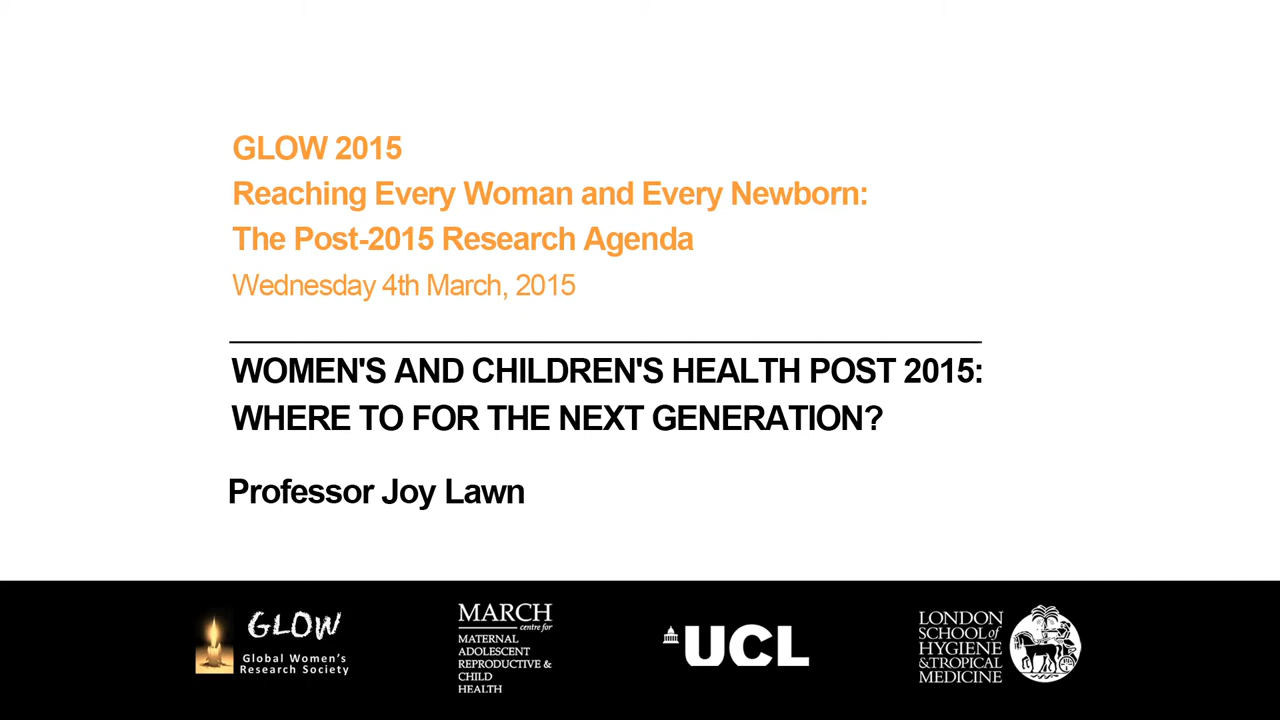 GLOW 2015
Reaching Every Woman and Every Newborn:
The Post-2015 Research Agenda
Wednesday 4th March, 2015
WOMEN'S AND CHILDREN'S HEALTH POST 2015:
WHERE TO FOR THE NEXT GENERATION?
Professor Joy Lawn
GLOW
Global Women's
Research Society
MARCH
centre for
MATERNAL
ADOLESCENT
REPRODUCTIVE &
CHILD
HEALTH
UCL
LONDON
SCHOOL of
HYGIENE
& TROPICAL
MEDICINE